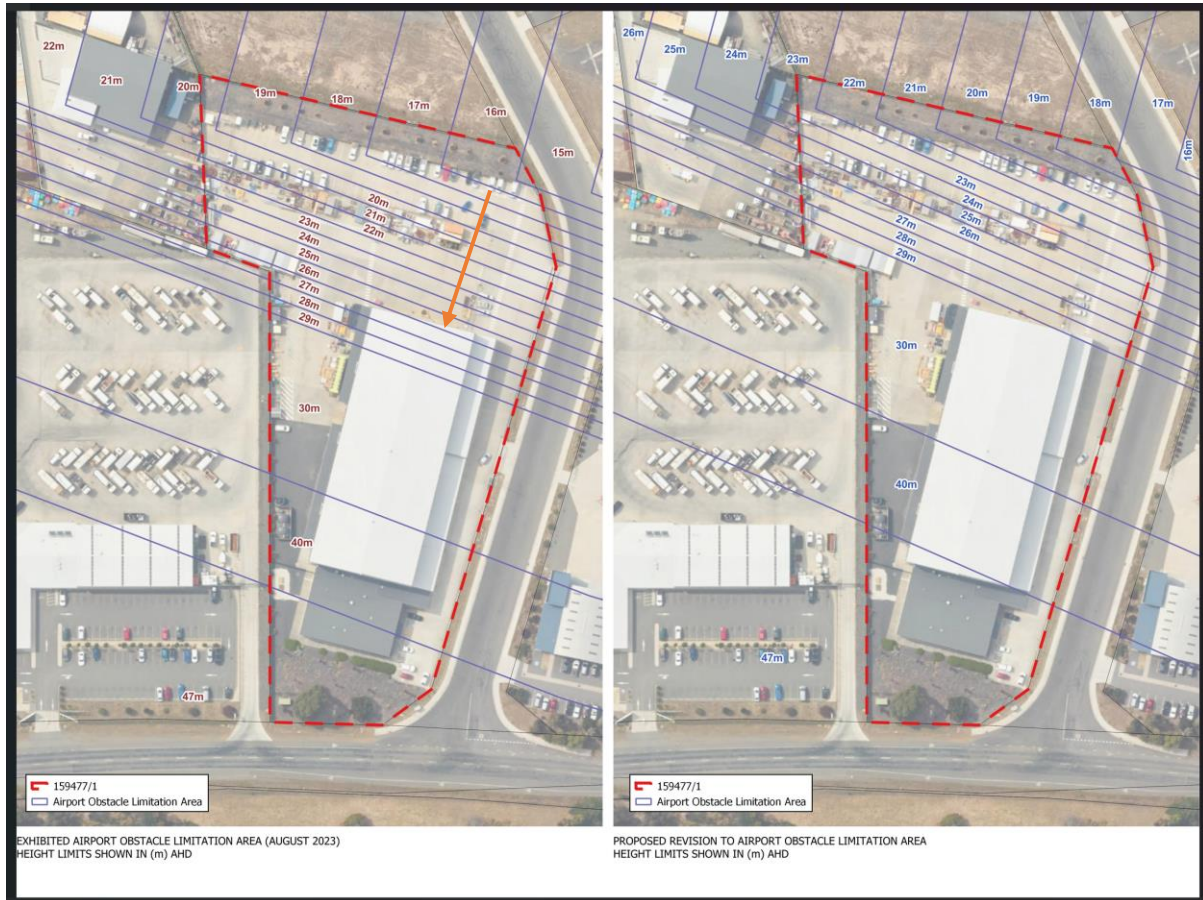 22m
21m
20m
19m
18m
17m
16m
15m
20m
21m
22m
23m
24m
25m
26m
27m
28m
29m
30m
40m
47m
159477/1
Airport Obstacle Limitation Area
EXHIBITED AIRPORT OBSTACLE LIMITATION AREA (AUGUST 2023)
HEIGHT LIMITS SHOWN IN (m) AHD
26m
25m
24m
23m
22m
21m
20m
19m
18m
17m
16m
23m
24m
25m
26m
27m
28m
29m
30m
40m
47m
159477/1
Airport Obstacle Limitation Area
PROPOSED REVISION TO AIRPORT OBSTACLE LIMITATION AREA
HEIGHT LIMITS SHOWN IN (m) AHD